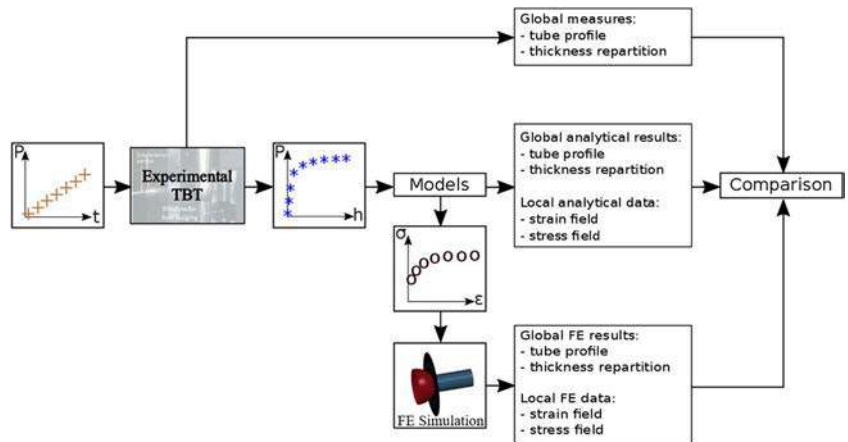 Global measures:
- tube profile
- thickness repartition
P
t
Experimental
TBT
P
h
Models
Global analytical results:
- tube profile
- thickness repartition
Local analytical data:
- strain field
- stress field
Comparison
σ
ε
FE Simulation
Global FE results:
- tube profile
- thickness repartition
Local FE data:
- strain field
- stress field